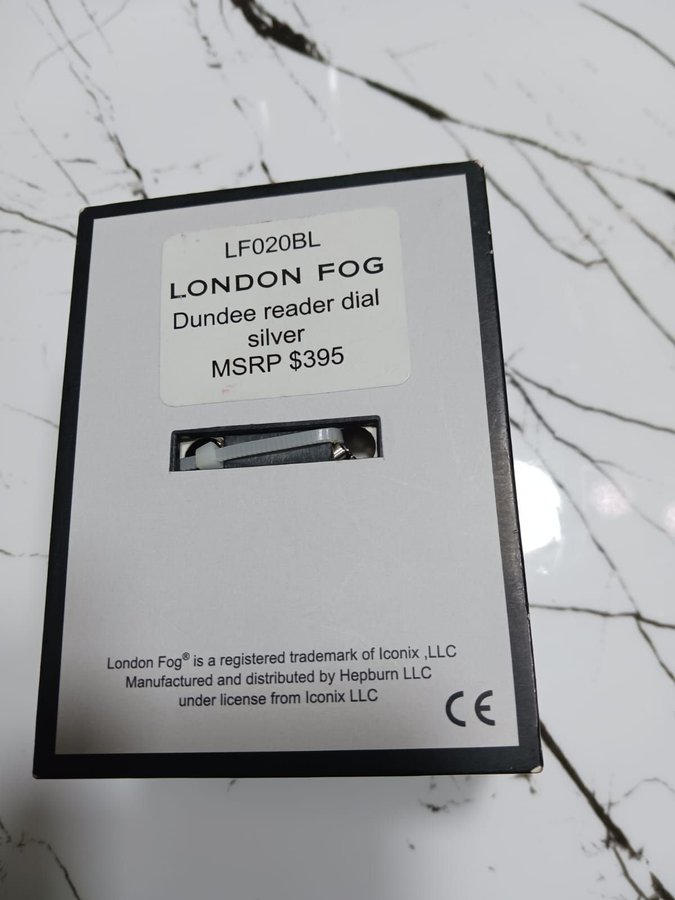 LF020BL
LONDON FOG
Dundee reader dial
silver
MSRP $395
London Fog® is a registered trademark of Iconix ,LLC
Manufactured and distributed by Hepburn LLC
under license from Iconix LLC
CE